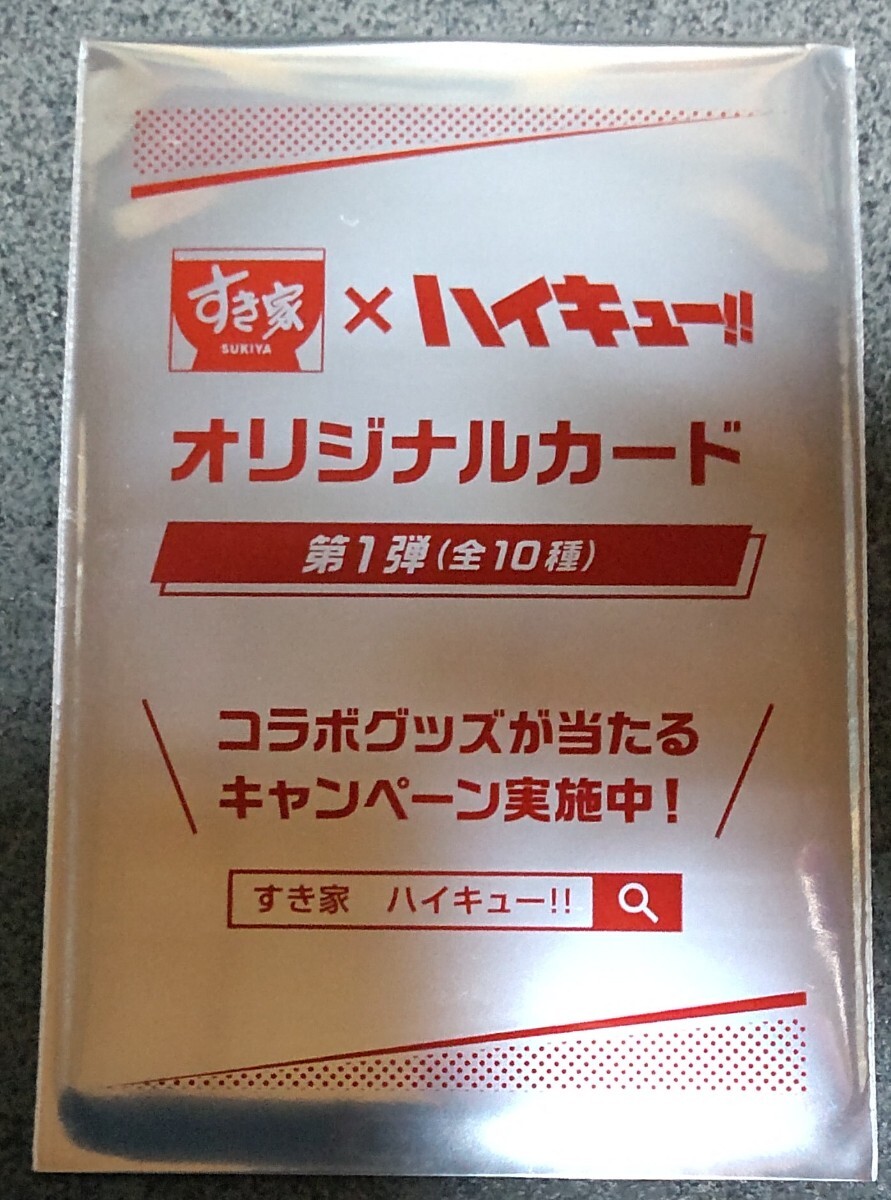 すき家
SUKIYA
×
ハイキュー!!
オリジナルカード
第1弾(全10種)
コラボグッズが当たる
キャンペーン実施中!
すき家　ハイキュー!!